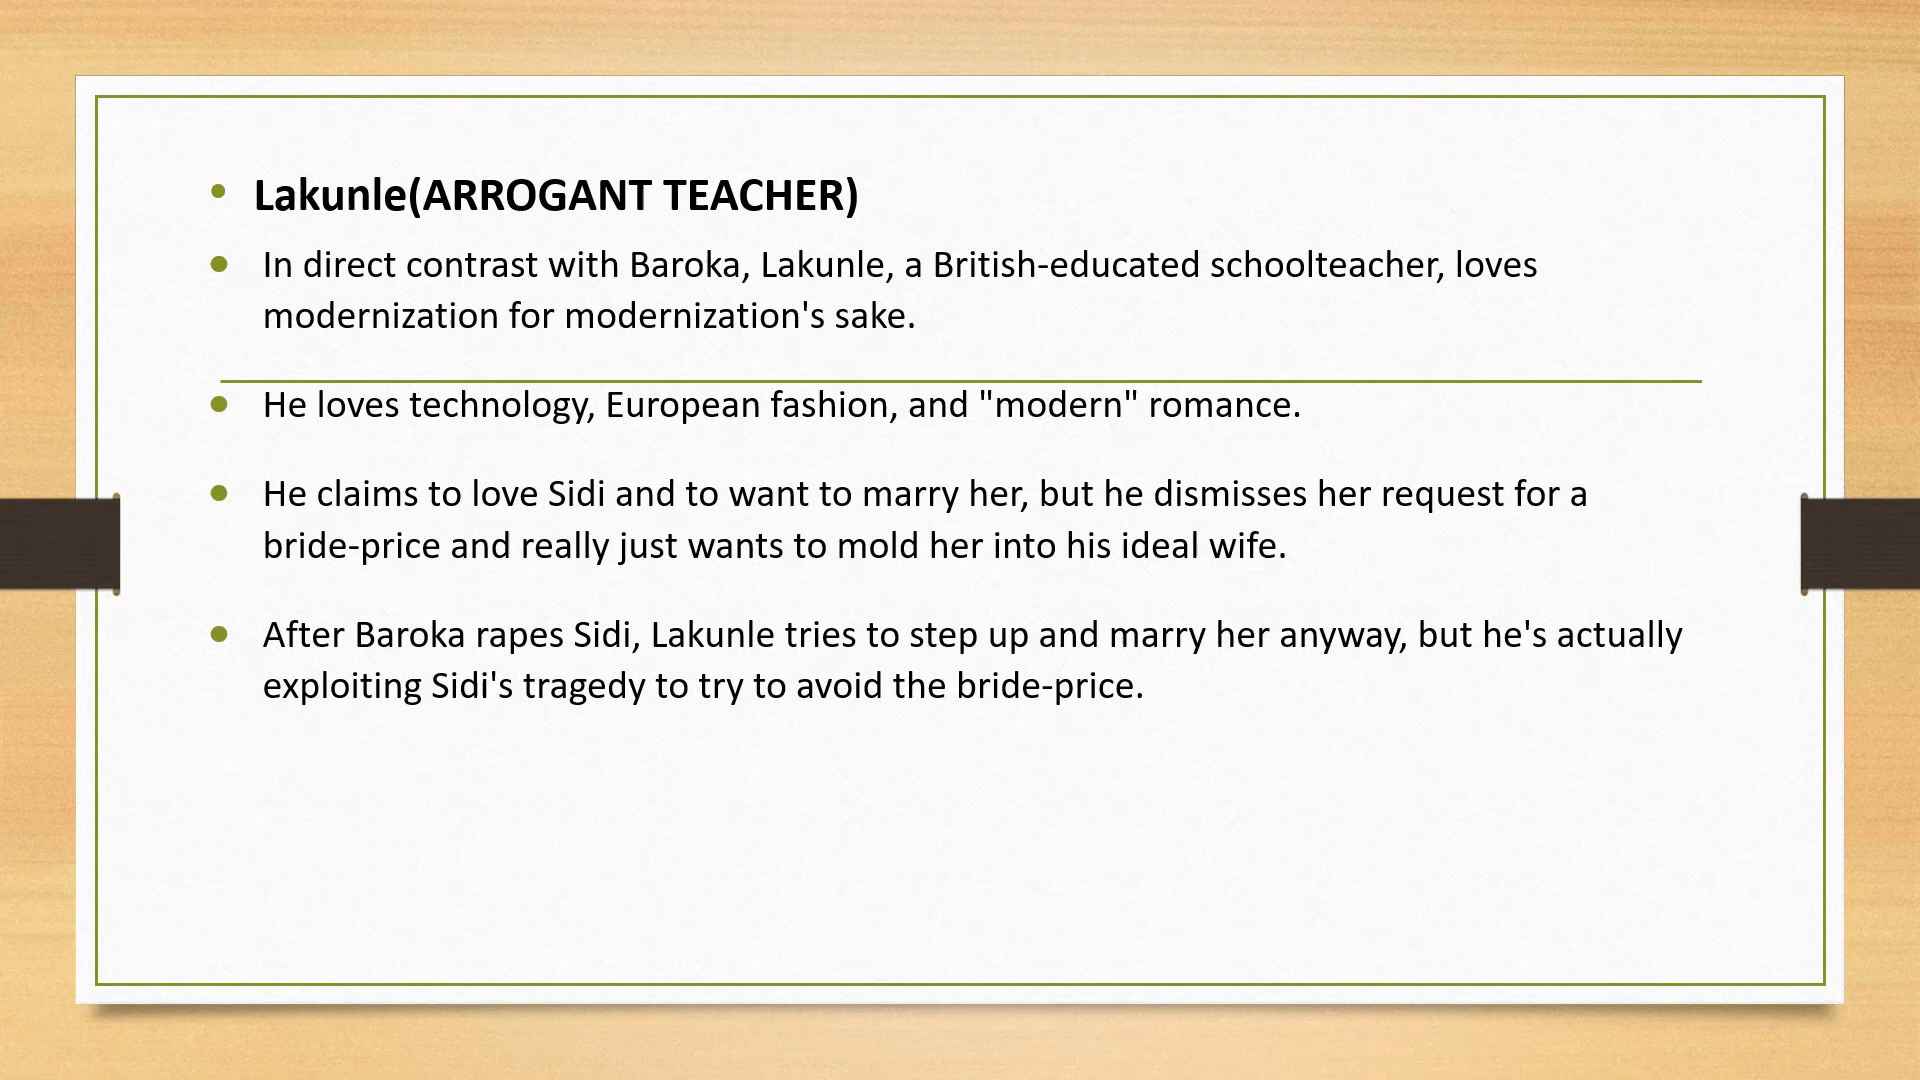 • Lakunle(ARROGANT TEACHER)
• In direct contrast with Baroka, Lakunle, a British-educated schoolteacher, loves
modernization for modernization's sake.
• He loves technology, European fashion, and "modern" romance.
• He claims to love Sidi and to want to marry her, but he dismisses her request for a
bride-price and really just wants to mold her into his ideal wife.
• After Baroka rapes Sidi, Lakunle tries to step up and marry her anyway, but he's actually
exploiting Sidi's tragedy to try to avoid the bride-price.